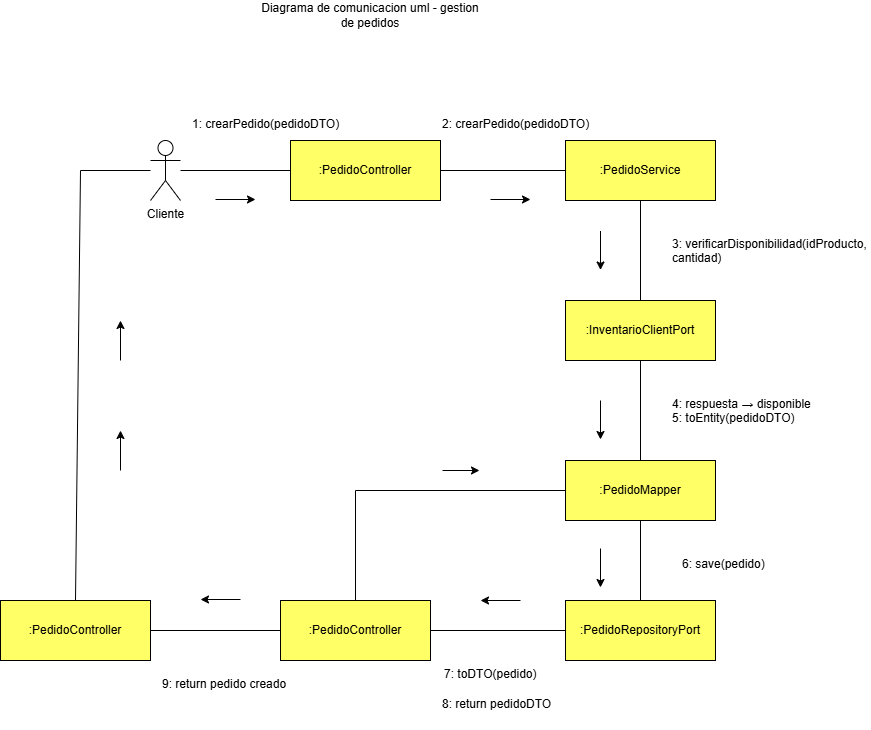 Diagrama de comunicacion uml - gestion
de pedidos
1: crearPedido(pedidoDTO)
2: crearPedido(pedidoDTO)
:PedidoController
:PedidoService
Cliente
3: verificarDisponibilidad(idProducto,
cantidad)
:InventarioClientPort
4: respuesta → disponible
5: toEntity(pedidoDTO)
:PedidoMapper
6: save(pedido)
:PedidoController
:PedidoController
:PedidoRepositoryPort
7: toDTO(pedido)
9: return pedido creado
8: return pedidoDTO